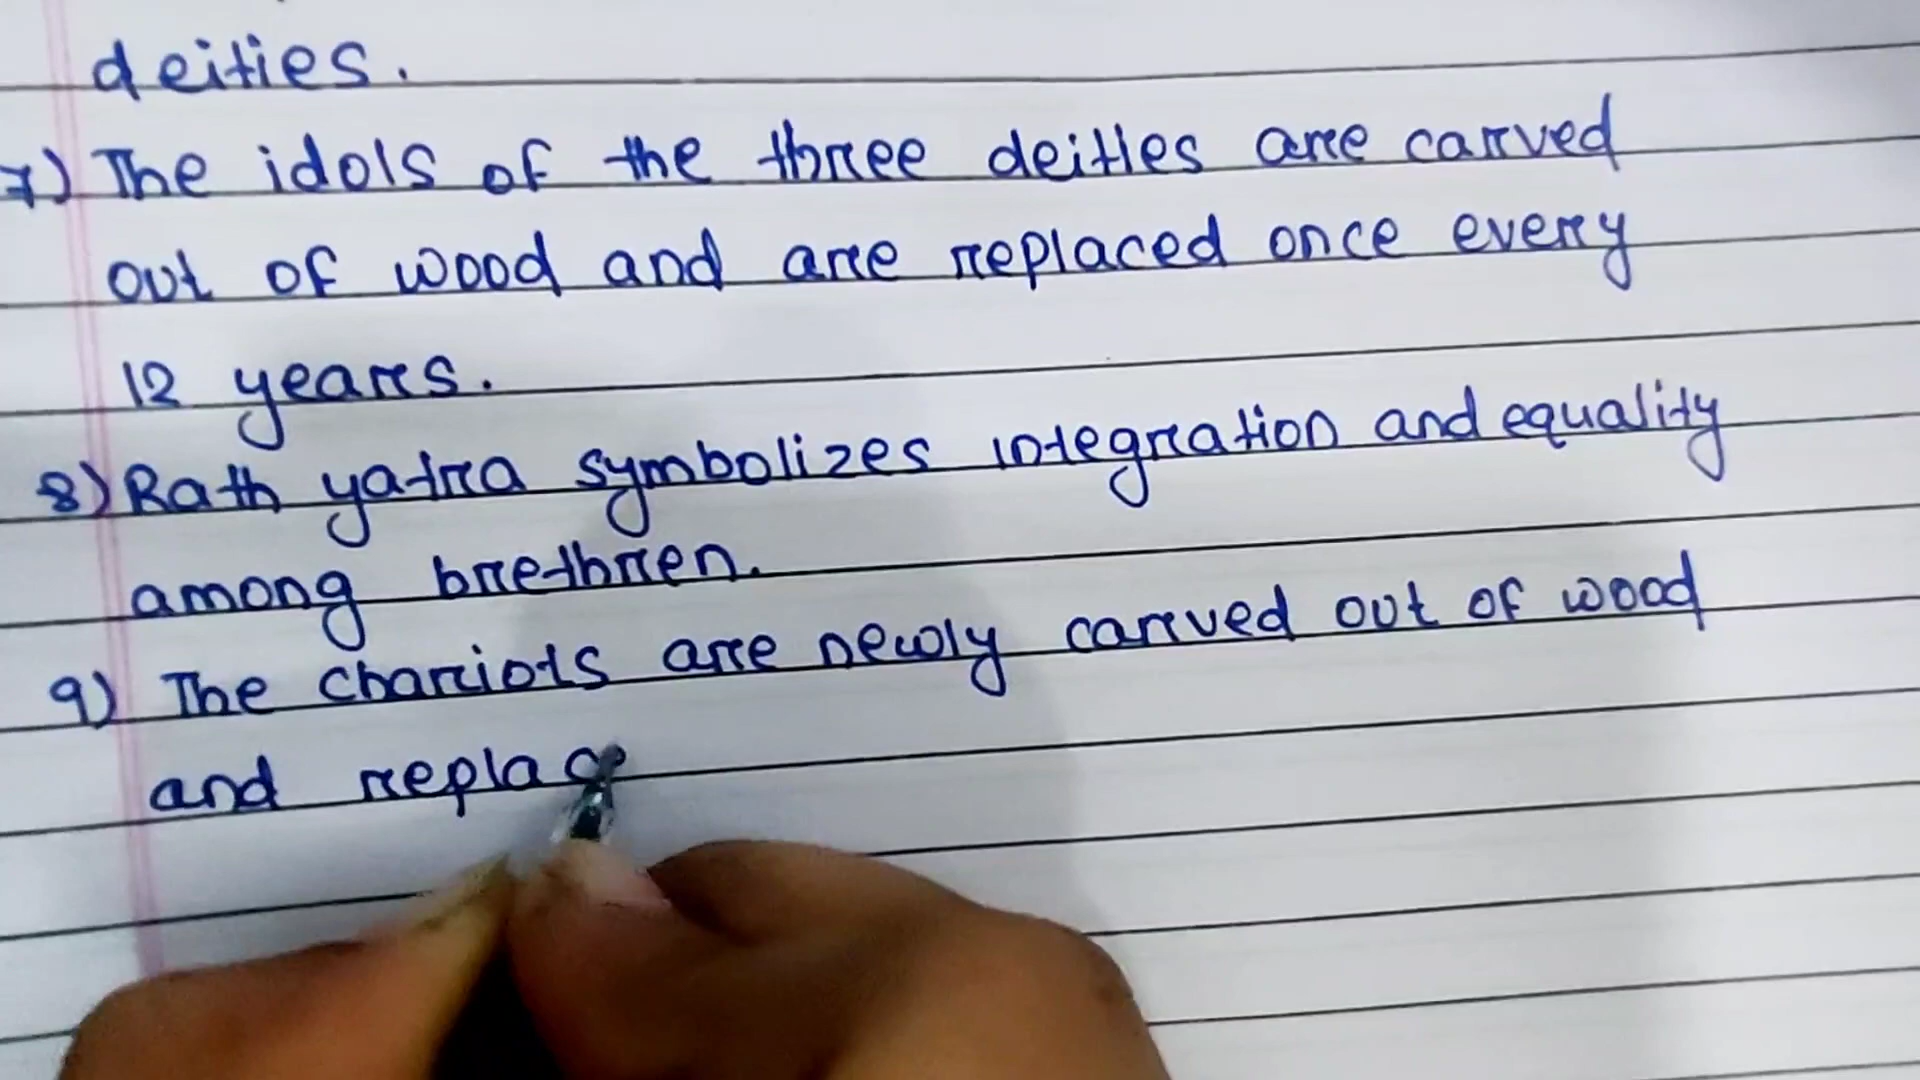 deities.
7) The idols of the three deities are carved
out of wood and are replaced once every
12 years.
8) Rath yatra symbolizes integration and equality
among brethren.
9) The chariots are newly carved out of wood
and replac